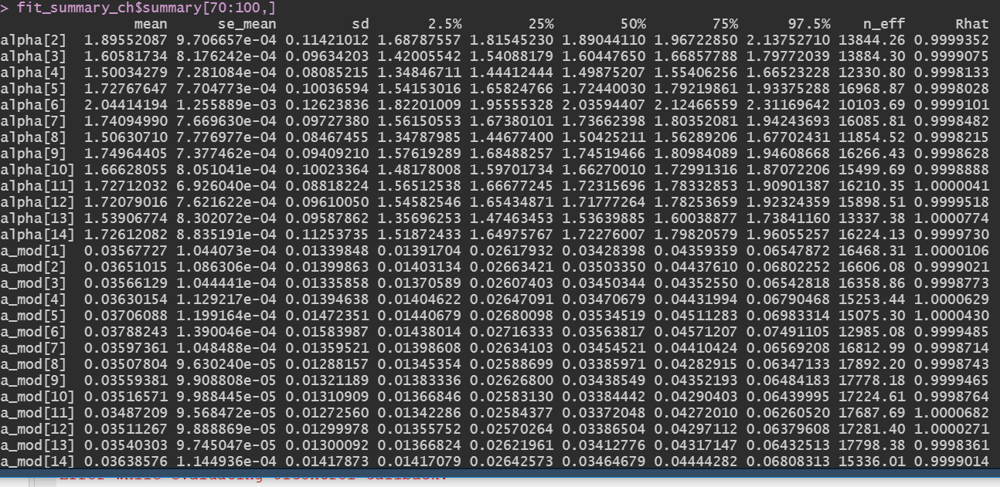 > fit_summary_ch$summary[70:100,]
mean se_mean sd 2.5% 25% 50% 75% 97.5% n_eff Rhat
alpha[2] 1.89552087 9.706657e-04 0.11421012 1.68787557 1.81545230 1.89044110 1.96722850 2.13752710 13844.26 0.9999352
alpha[3] 1.60581734 8.176242e-04 0.09634203 1.42005542 1.54088179 1.60447650 1.66857788 1.79772039 13884.30 0.9999075
alpha[4] 1.50034279 7.281084e-04 0.08085215 1.34846711 1.44412444 1.49875207 1.55406256 1.66523228 12330.80 0.9998133
alpha[5] 1.72767647 7.704773e-04 0.10036594 1.54153016 1.65824766 1.72440030 1.79219861 1.93375288 16968.87 0.9998028
alpha[6] 2.04414194 1.255889e-03 0.12623836 1.82201009 1.95555328 2.03594407 2.12466559 2.31169642 10103.69 0.9999101
alpha[7] 1.74094990 7.669630e-04 0.09727380 1.56150553 1.67380101 1.73662398 1.80352081 1.94243693 16085.81 0.9998482
alpha[8] 1.50630710 7.776977e-04 0.08467455 1.34787985 1.44677400 1.50425211 1.56289206 1.67702431 11854.52 0.9998215
alpha[9] 1.74964405 7.377462e-04 0.09409210 1.57619289 1.68488257 1.74519466 1.80984089 1.94608668 16266.43 0.9998628
alpha[10] 1.66628055 8.051041e-04 0.10023364 1.48178008 1.59701734 1.66270010 1.72991316 1.87072206 15499.69 0.9998888
alpha[11] 1.72712032 6.926040e-04 0.08818224 1.56512538 1.66677245 1.72315696 1.78332853 1.90901387 16210.35 1.0000041
alpha[12] 1.72079016 7.621622e-04 0.09610050 1.54582546 1.65434871 1.71777264 1.78253659 1.92324359 15898.51 0.9999518
alpha[13] 1.53906774 8.302072e-04 0.09587862 1.35696253 1.47463453 1.53639885 1.60038877 1.73841160 13337.38 1.0000774
alpha[14] 1.72612082 8.835191e-04 0.11253735 1.51872433 1.64975767 1.72276007 1.79820579 1.96055257 16224.13 0.9999730
a_mod[1] 0.03567727 1.044073e-04 0.01339848 0.01391704 0.02617932 0.03428398 0.04359359 0.06547872 16468.31 1.0000106
a_mod[2] 0.03651015 1.086306e-04 0.01399863 0.01403134 0.02663421 0.03503350 0.04437610 0.06802252 16606.08 0.9999021
a_mod[3] 0.03566129 1.044441e-04 0.01335858 0.01370589 0.02607403 0.03450344 0.04352550 0.06542818 16358.86 0.9998773
a_mod[4] 0.03630154 1.129217e-04 0.01394638 0.01404622 0.02647091 0.03470679 0.04431994 0.06790468 15253.44 1.0000629
a_mod[5] 0.03706088 1.199164e-04 0.01472351 0.01440679 0.02680098 0.03534519 0.04511283 0.06983314 15075.30 1.0000430
a_mod[6] 0.03788243 1.390046e-04 0.01583987 0.01438014 0.02716333 0.03563817 0.04571207 0.07491105 12985.08 0.9999485
a_mod[7] 0.03597361 1.048488e-04 0.01359521 0.01398608 0.02634103 0.03454521 0.04410424 0.06569208 16812.99 0.9998714
a_mod[8] 0.03507804 9.630240e-05 0.01288157 0.01345354 0.02588699 0.03385971 0.04282915 0.06347133 17892.20 0.9998743
a_mod[9] 0.03559381 9.908808e-05 0.01321189 0.01383336 0.02626800 0.03438549 0.04352193 0.06484183 17778.18 0.9999465
a_mod[10] 0.03516571 9.988445e-05 0.01310909 0.01366846 0.02583130 0.03384442 0.04290403 0.06439995 17224.61 0.9998764
a_mod[11] 0.03487209 9.568472e-05 0.01272560 0.01342286 0.02584377 0.03372048 0.04272010 0.06260520 17687.69 1.0000682
a_mod[12] 0.03511267 9.888869e-05 0.01299978 0.01355752 0.02570264 0.03386504 0.04297112 0.06379608 17281.40 1.0000271
a_mod[13] 0.03540303 9.745047e-05 0.01300092 0.01366824 0.02621961 0.03412776 0.04317147 0.06432513 17798.38 0.9998361
a_mod[14] 0.03638576 1.144936e-04 0.01417873 0.01417079 0.02642573 0.03464679 0.04444282 0.06808313 15336.01 0.9999014